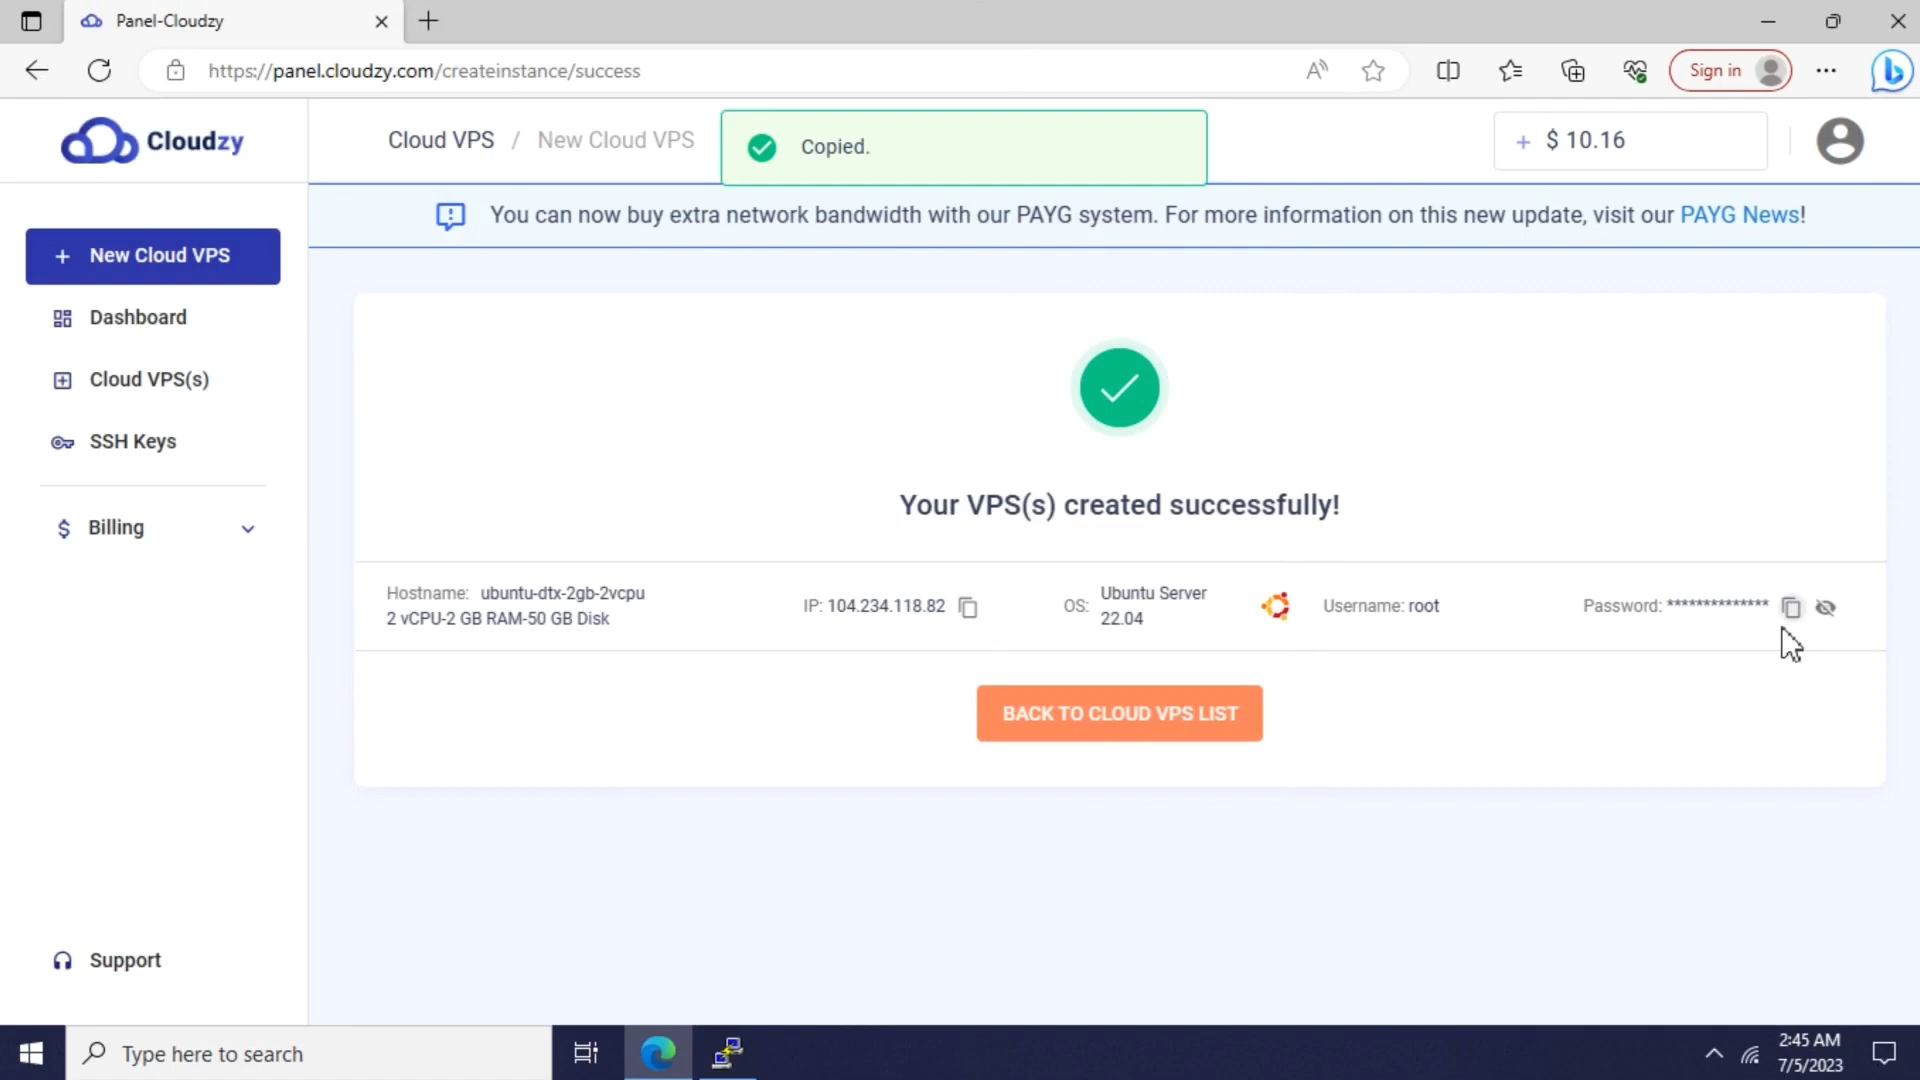 Panel-Cloudzy
https://panel.cloudzy.com/createinstance/success
Sign in
Cloudzy
Cloud VPS / New Cloud VPS
Copied.
+ $ 10.16
You can now buy extra network bandwidth with our PAYG system. For more information on this new update, visit our PAYG News!
+ New Cloud VPS
Dashboard
Cloud VPS(s)
SSH Keys
$ Billing
Your VPS(s) created successfully!
Hostname: ubuntu-dtx-2gb-2vcpu
2 vCPU-2 GB RAM-50 GB Disk
IP: 104.234.118.82
OS: Ubuntu Server
22.04
Username: root
Password: **************
BACK TO CLOUD VPS LIST
Support
Type here to search
2:45 AM
7/5/2023